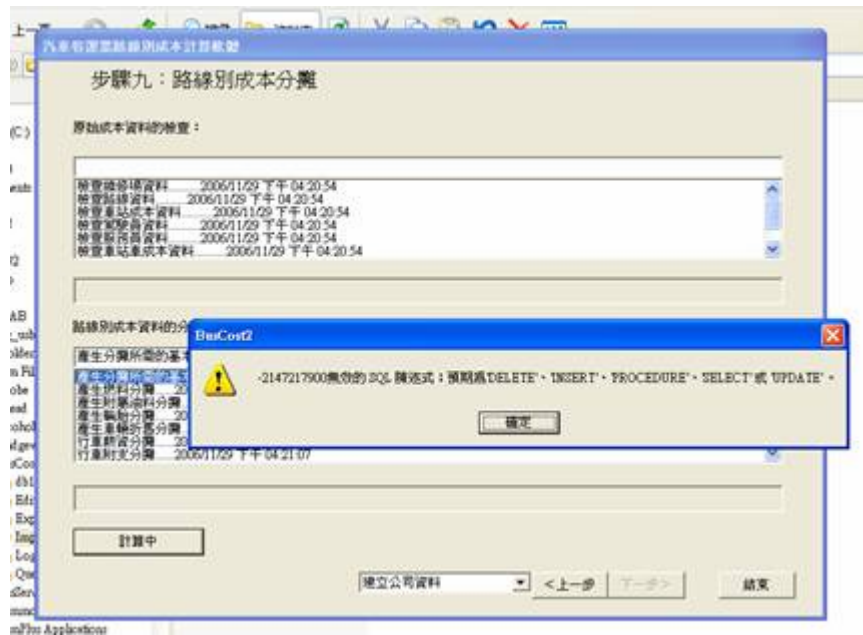 上一頁
汽車客運業路線別成本計算軟體
步驟九：路線別成本分攤
原始成本資料的檢查：
檢查維修場資料........2006/11/29 下午 04:20:54
檢查路線資料........2006/11/29 下午 04:20:54
檢查車站成本資料........2006/11/29 下午 04:20:54
檢查駕駛員資料........2006/11/29 下午 04:20:54
檢查服務員資料........2006/11/29 下午 04:20:54
檢查車站車成本資料........2006/11/29 下午 04:20:54
路線別成本資料的分
BusCost2
-2147217900無效的 SQL 陳述式；預期為'DELETE'、'INSERT'、'PROCEDURE'、'SELECT' 或 'UPDATE'。
確定
產生分攤所需的基本
產生分攤所需的基
產生燃料分攤
產生附屬油料分攤
產生輪胎分攤
產生車輛折舊分攤
行車薪資分攤
行車附支分攤 2006/11/29 下午 04:21:07
計算中
建立公司資料
<上一步
下一步>
結束
(C:)